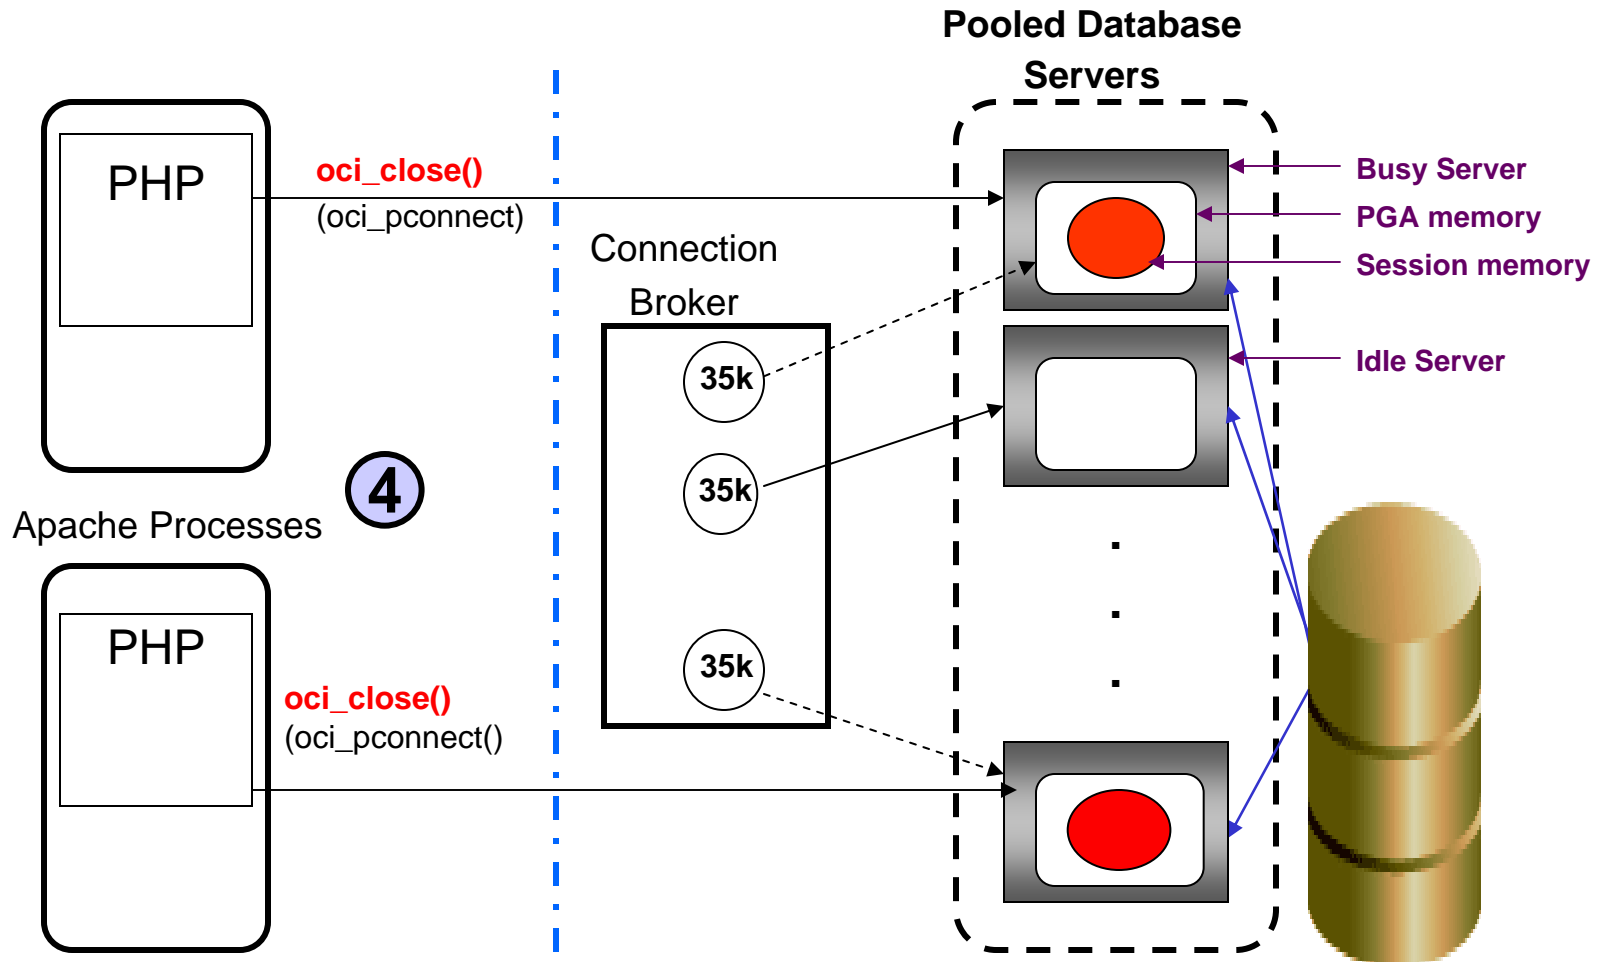 Pooled Database
Servers
PHP
oci_close()
(oci_pconnect)
Connection
Broker
Busy Server
PGA memory
Session memory
35k
Idle Server
35k
4
Apache Processes
PHP
35k
oci_close()
(oci_pconnect()